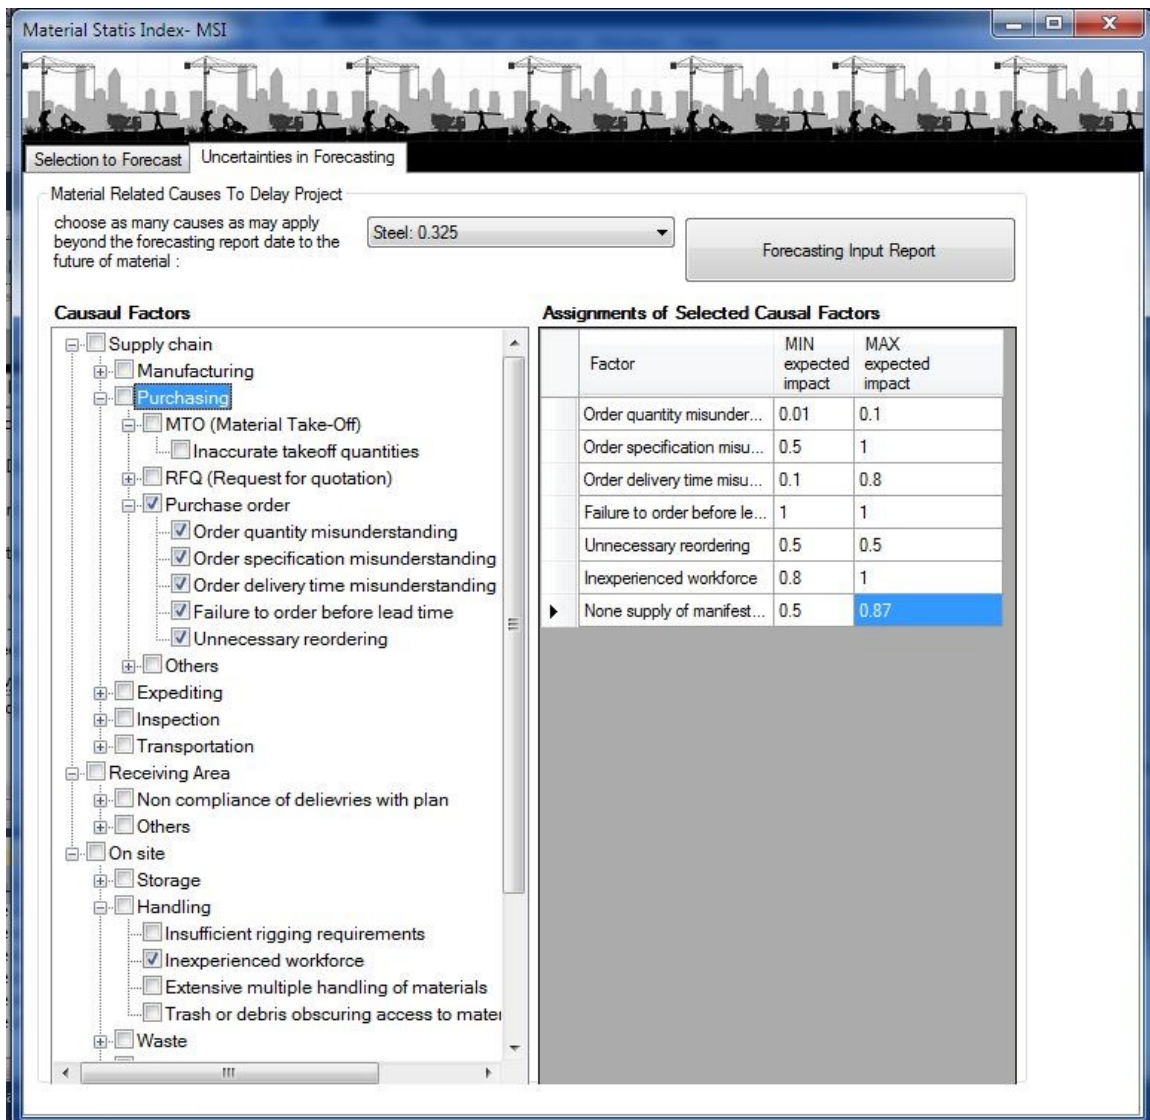 Material Statis Index- MSI
Selection to Forecast
Uncertainties in Forecasting
Material Related Causes To Delay Project
choose as many causes as may apply
beyond the forecasting report date to the
future of material :
Steel: 0.325
Forecasting Input Report
Causaul Factors
Supply chain
Manufacturing
Purchasing
MTO (Material Take-Off)
Inaccurate takeoff quantities
RFQ (Request for quotation)
Purchase order
Order quantity misunderstanding
Order specification misunderstanding
Order delivery time misunderstanding
Failure to order before lead time
Unnecessary reordering
Others
Expediting
Inspection
Transportation
Receiving Area
Non compliance of delievries with plan
Others
On site
Storage
Handling
Insufficient rigging requirements
Inexperienced workforce
Extensive multiple handling of materials
Trash or debris obscuring access to mater
Waste
Assignments of Selected Causal Factors
Factor MIN expected impact MAX expected impact
Order quantity misunder... 0.01 0.1
Order specification misu... 0.5 1
Order delivery time misu... 0.1 0.8
Failure to order before le... 1 1
Unnecessary reordering 0.5 0.5
Inexperienced workforce 0.8 1
None supply of manifest... 0.5 0.87